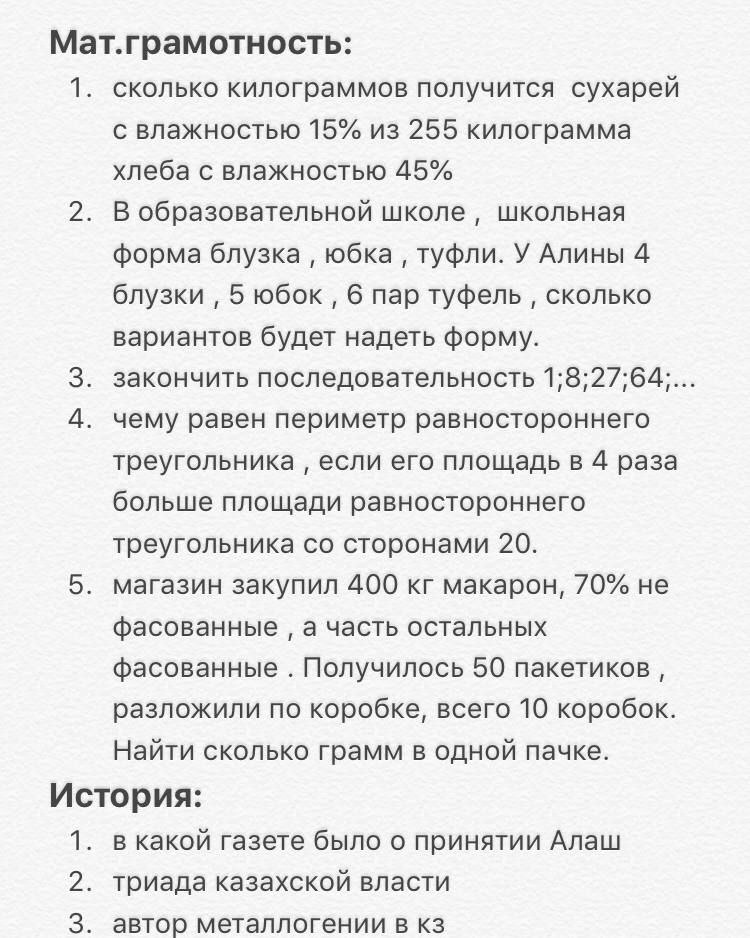 Мат.грамотность:
1. сколько килограммов получится  сухарей
с влажностью 15% из 255 килограмма
хлеба с влажностью 45%
2. В образовательной школе ,  школьная
форма блузка , юбка , туфли. У Алины 4
блузки , 5 юбок , 6 пар туфель , сколько
вариантов будет надеть форму.
3. закончить последовательность 1;8;27;64;...
4. чему равен периметр равностороннего
треугольника , если его площадь в 4 раза
больше площади равностороннего
треугольника со сторонами 20.
5. магазин закупил 400 кг макарон, 70% не
фасованные , а часть остальных
фасованные . Получилось 50 пакетиков ,
разложили по коробке, всего 10 коробок.
Найти сколько грамм в одной пачке.
История:
1. в какой газете было о принятии Алаш
2. триада казахской власти
3. автор металлогении в кз